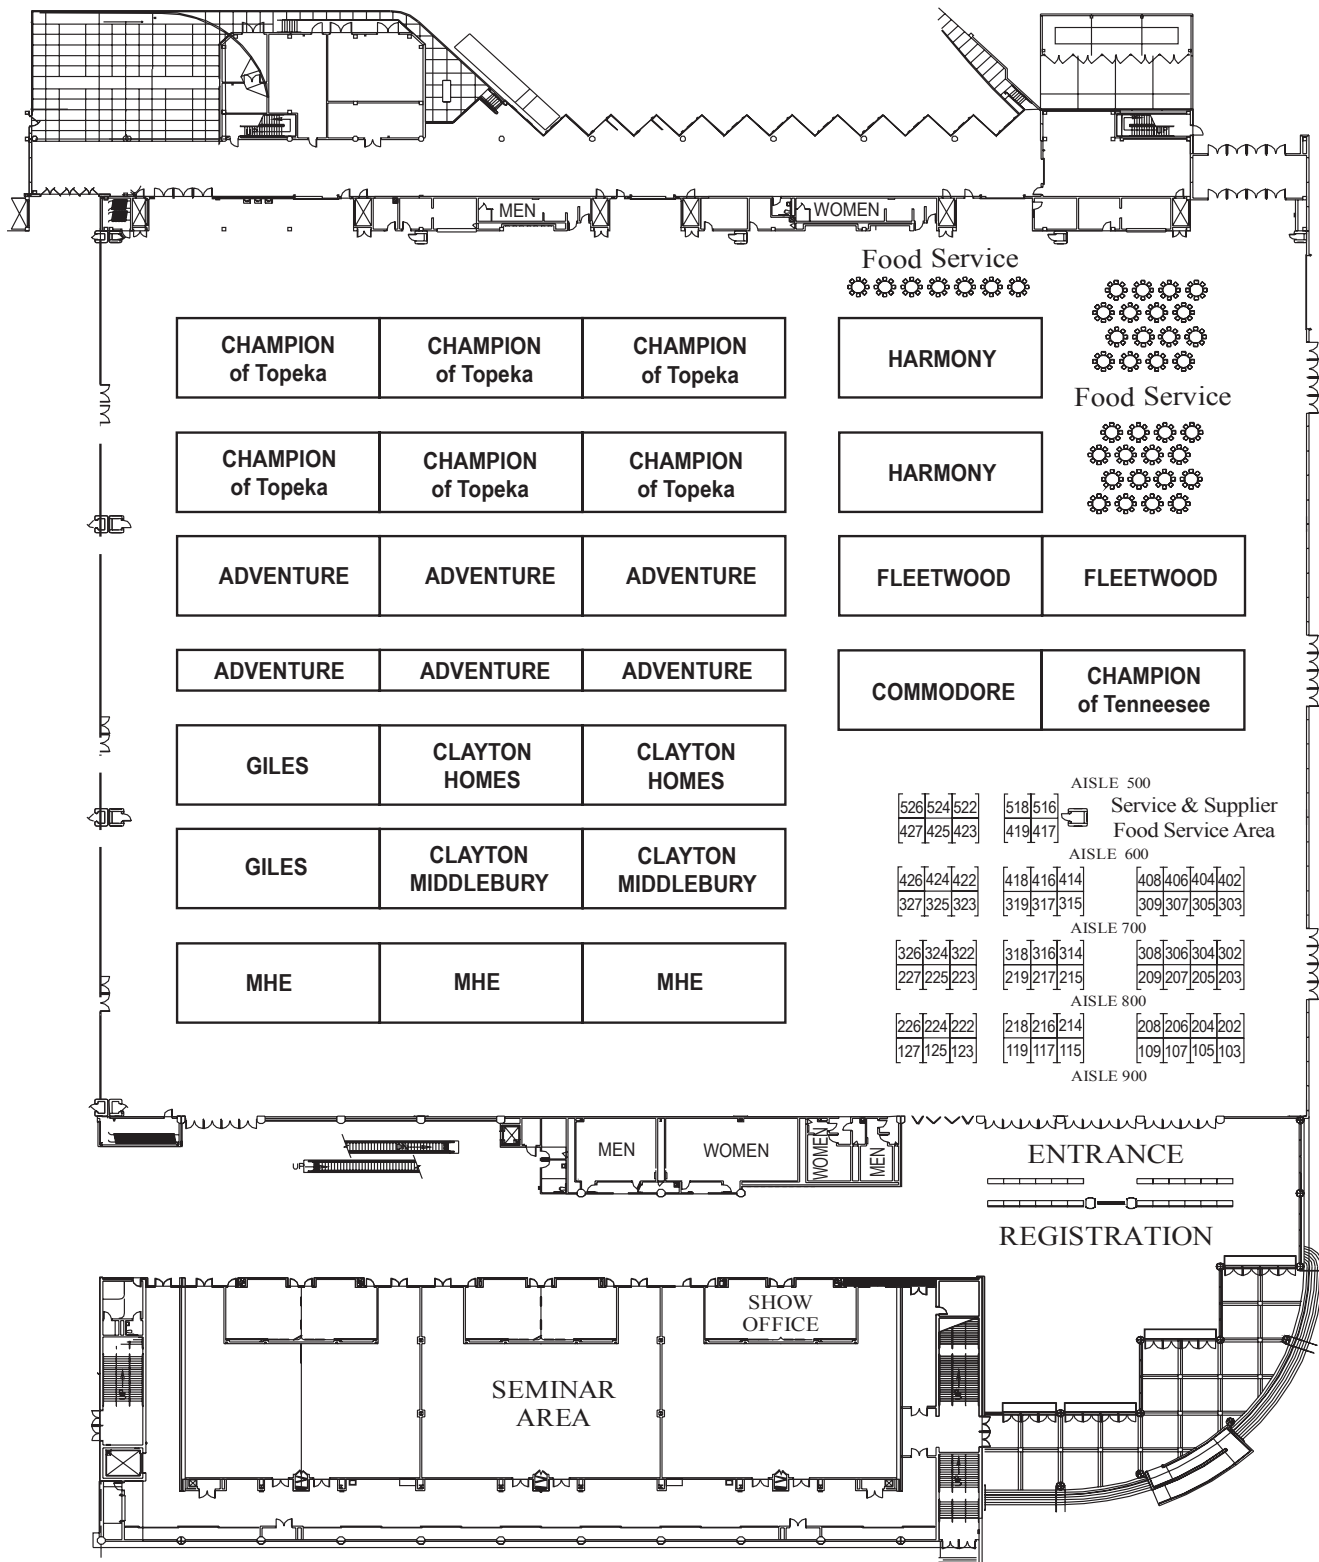 MEN
WOMEN
Food Service
CHAMPION
of Topeka
CHAMPION
of Topeka
CHAMPION
of Topeka
HARMONY
Food Service
CHAMPION
of Topeka
CHAMPION
of Topeka
CHAMPION
of Topeka
HARMONY
ADVENTURE
ADVENTURE
ADVENTURE
FLEETWOOD
FLEETWOOD
ADVENTURE
ADVENTURE
ADVENTURE
COMMODORE
CHAMPION
of Tenneesee
GILES
CLAYTON
HOMES
CLAYTON
HOMES
AISLE 500
526 524 522
518 516
Service & Supplier
Food Service Area
427 425 423
419 417
AISLE 600
GILES
CLAYTON
MIDDLEBURY
CLAYTON
MIDDLEBURY
426 424 422
418 416 414
408 406 404 402
327 325 323
319 317 315
309 307 305 303
AISLE 700
MHE
MHE
MHE
326 324 322
318 316 314
308 306 304 302
227 225 223
219 217 215
209 207 205 203
AISLE 800
226 224 222
218 216 214
208 206 204 202
127 125 123
119 117 115
109 107 105 103
AISLE 900
MEN
WOMEN
WOMEN
MEN
ENTRANCE
UP
REGISTRATION
SHOW
OFFICE
SEMINAR
AREA
UP
UP
UP